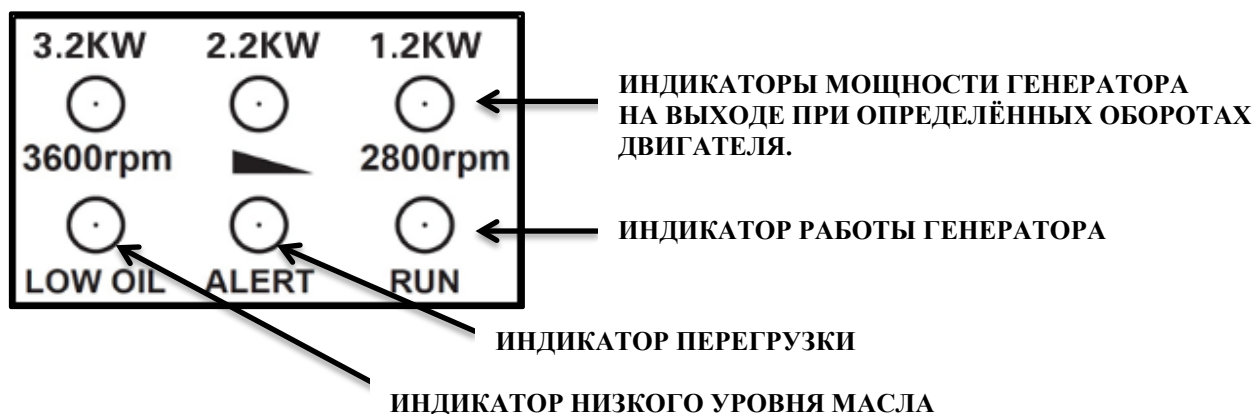 3.2KW 2.2KW 1.2KW
3600rpm 2800rpm
LOW OIL ALERT RUN
ИНДИКАТОРЫ МОЩНОСТИ ГЕНЕРАТОРА
НА ВЫХОДЕ ПРИ ОПРЕДЕЛЁННЫХ ОБОРОТАХ
ДВИГАТЕЛЯ.
ИНДИКАТОР РАБОТЫ ГЕНЕРАТОРА
ИНДИКАТОР ПЕРЕГРУЗКИ
ИНДИКАТОР НИЗКОГО УРОВНЯ МАСЛА